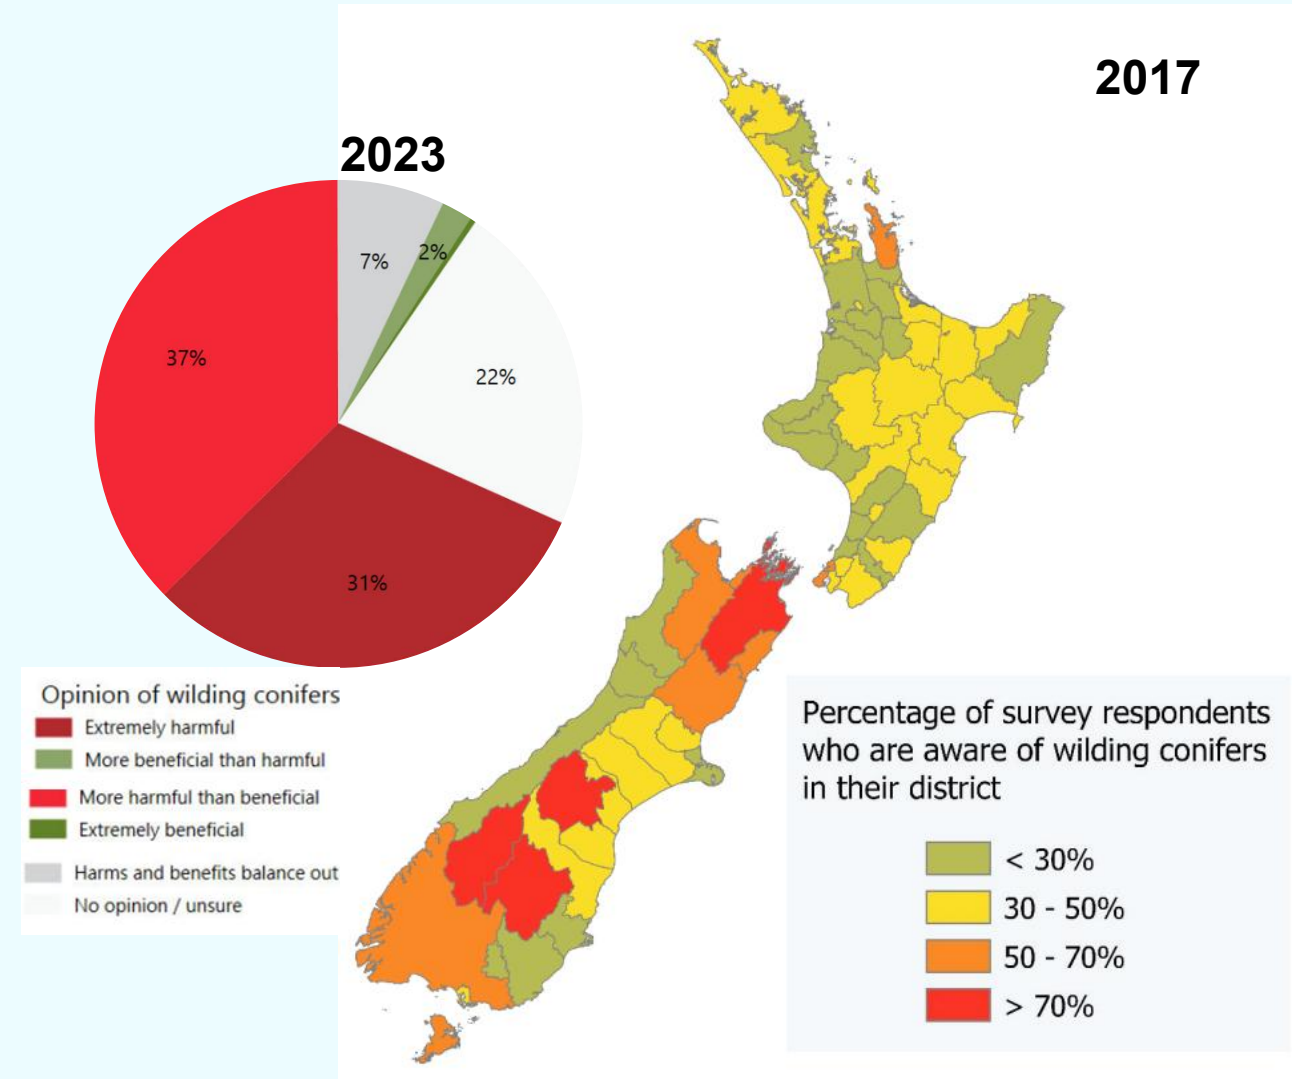 2017
2023
7%
2%
37%
22%
31%
Opinion of wilding conifers
Extremely harmful
More beneficial than harmful
More harmful than beneficial
Extremely beneficial
Harms and benefits balance out
No opinion / unsure
Percentage of survey respondents
who are aware of wilding conifers
in their district
< 30%
30 - 50%
50 - 70%
> 70%